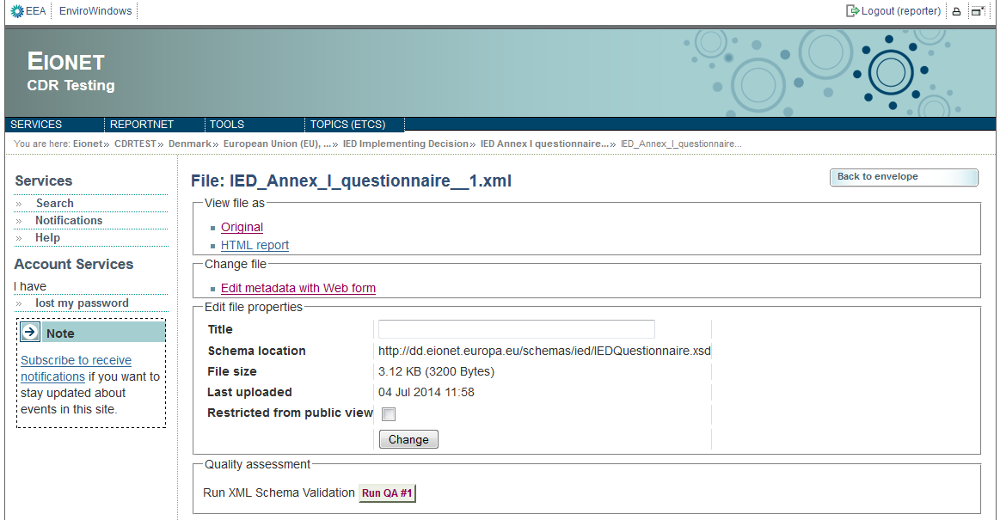 EEA EnviroWindows Logout (reporter)
EIONET
CDR Testing
SERVICES REPORTNET TOOLS TOPICS (ETCS)
You are here: Eionet» CDRTEST» Denmark» European Union (EU), ...» IED Implementing Decision» IED Annex I questionnaire...» IED_Annex_I_questionnaire...
Services
» Search
» Notifications
» Help
Account Services
I have
» lost my password
Note
Subscribe to receive
notifications if you want to
stay updated about
events in this site.
File: IED_Annex_I_questionnaire__1.xml
Back to envelope
View file as
Original
HTML report
Change file
Edit metadata with Web form
Edit file properties
Title
Schema location http://dd.eionet.europa.eu/schemas/ied/IEDQuestionnaire.xsd
File size 3.12 KB (3200 Bytes)
Last uploaded 04 Jul 2014 11:58
Restricted from public view
Change
Quality assessment
Run XML Schema Validation Run QA #1